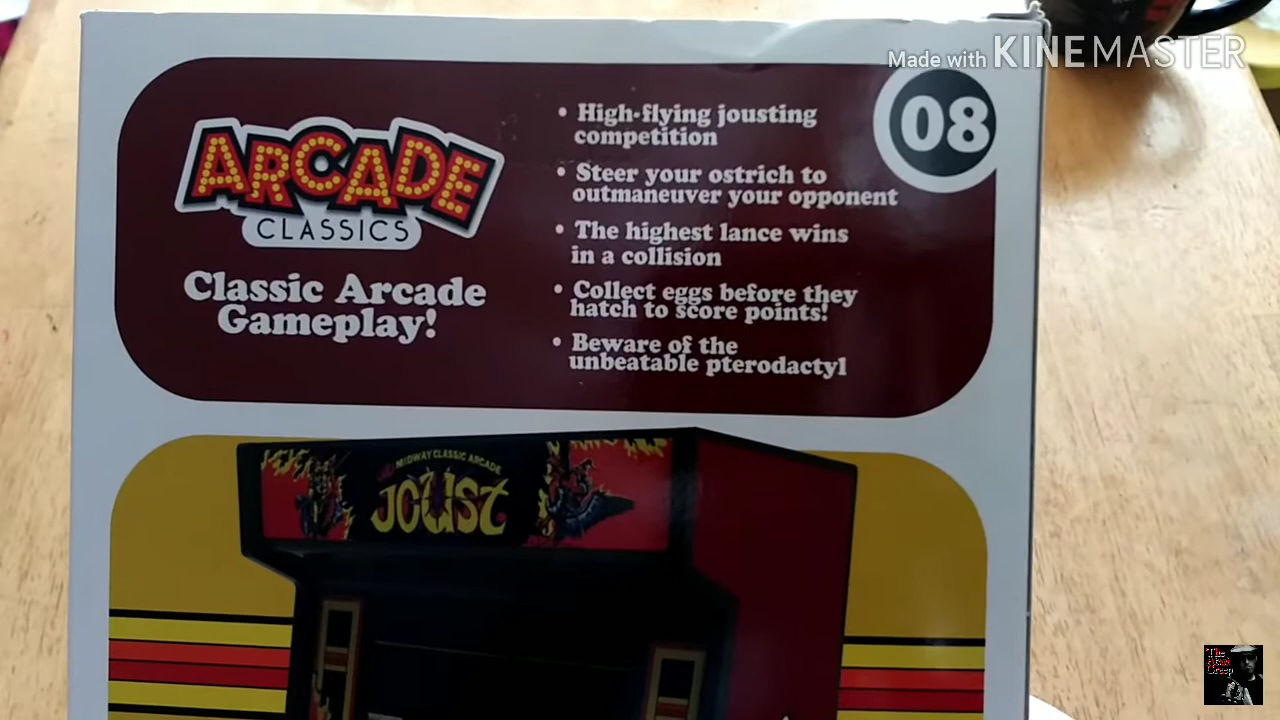 Made with KINEMASTER
08
ARCADE
CLASSICS
Classic Arcade
Gameplay!
• High-flying jousting
competition
• Steer your ostrich to
outmaneuver your opponent
• The highest lance wins
in a collision
• Collect eggs before they
hatch to score points!
• Beware of the
unbeatable pterodactyl
MIDWAY CLASSIC ARCADE
JOUST
The
Creep